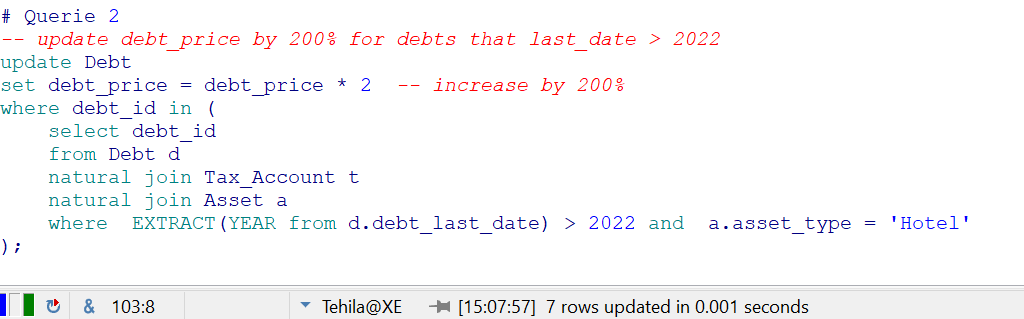 # Querie 2
-- update debt_price by 200% for debts that last_date > 2022
update Debt
set debt_price = debt_price * 2  -- increase by 200%
where debt_id in (
    select debt_id
    from Debt d
    natural join Tax_Account t
    natural join Asset a
    where  EXTRACT(YEAR from d.debt_last_date) > 2022 and  a.asset_type = 'Hotel'
);
& 103:8 Tehila@XE [15:07:57] 7 rows updated in 0.001 seconds